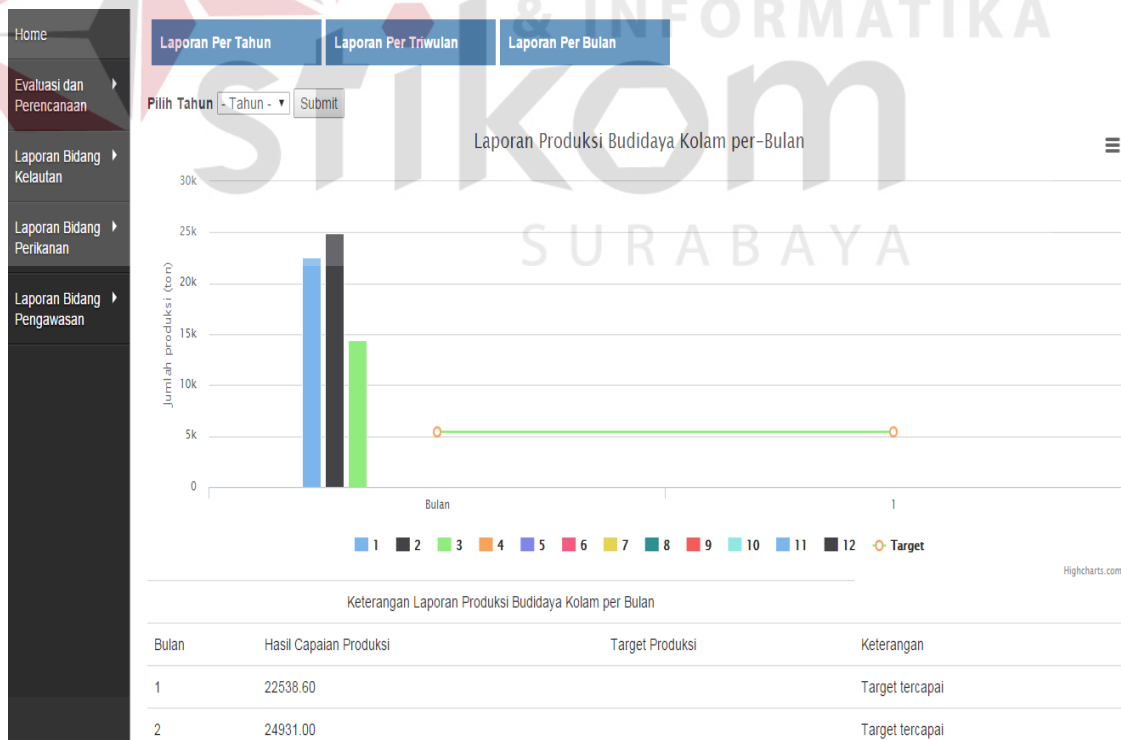 & INFORMATIKA
stikom
SURABAYA
Home
Evaluasi dan
Perencanaan
Laporan Bidang
Kelautan
Laporan Bidang
Perikanan
Laporan Bidang
Pengawasan
Laporan Per Tahun Laporan Per Triwulan Laporan Per Bulan
Pilih Tahun - Tahun - Submit
Laporan Produksi Budidaya Kolam per-Bulan
Jumlah produksi (ton)
30k
25k
20k
15k
10k
5k
0
Bulan 1
1 2 3 4 5 6 7 8 9 10 11 12 Target
Highcharts.com
Keterangan Laporan Produksi Budidaya Kolam per Bulan
Bulan Hasil Capaian Produksi Target Produksi Keterangan
1 22538.60 Target tercapai
2 24931.00 Target tercapai